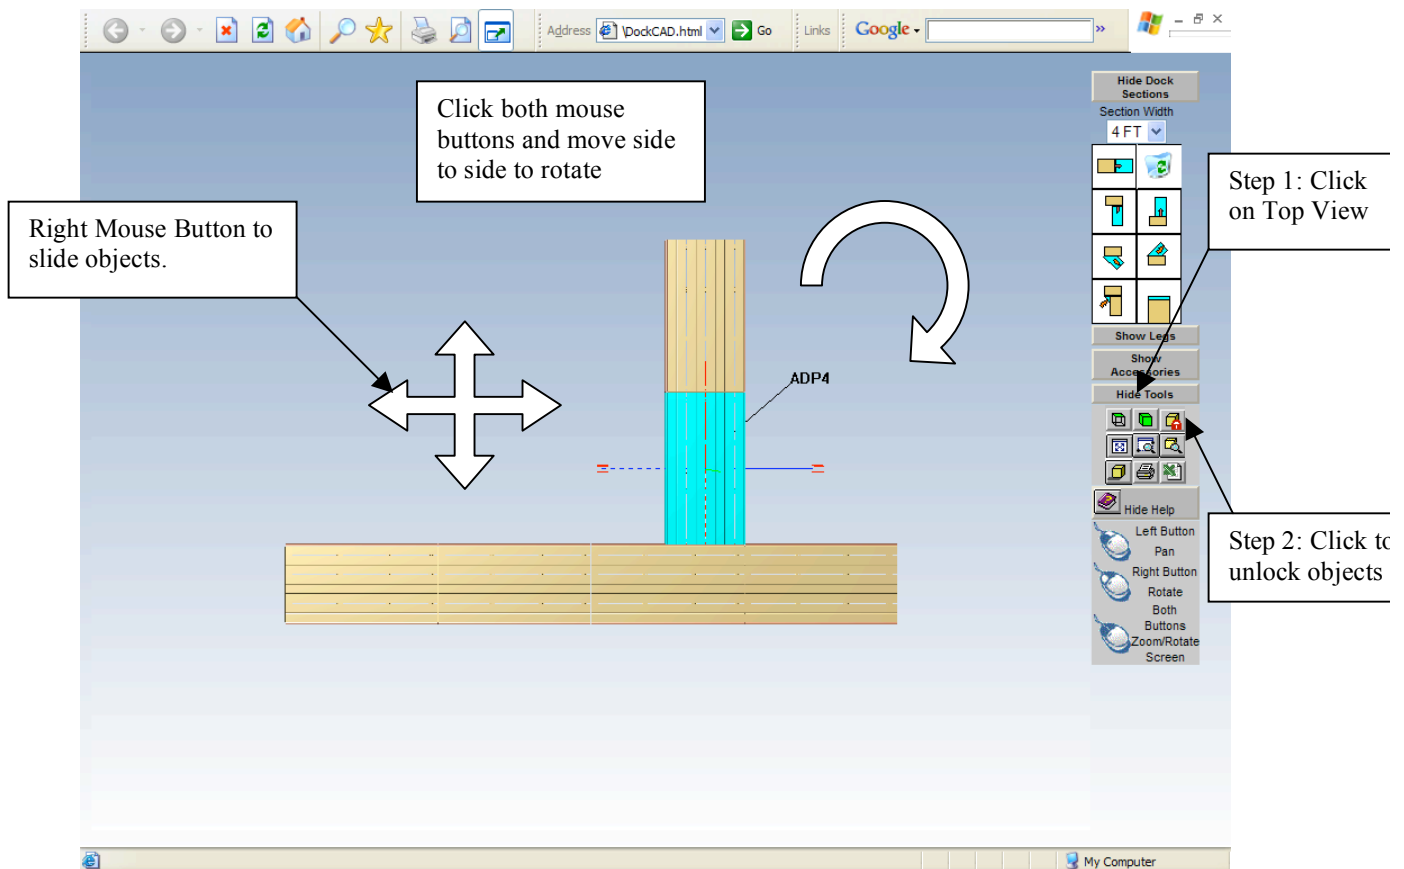 Address
\DockCAD.html
Go
Links
Google
»
Click both mouse
buttons and move side
to side to rotate
Right Mouse Button to
slide objects.
ADP4
Hide Dock
Sections
Section Width
4 FT
Step 1: Click
on Top View
Show Legs
Show
Accessories
Hide Tools
Hide Help
Left Button
Pan
Right Button
Rotate
Both
Buttons
Zoom/Rotate
Screen
Step 2: Click to
unlock objects
My Computer